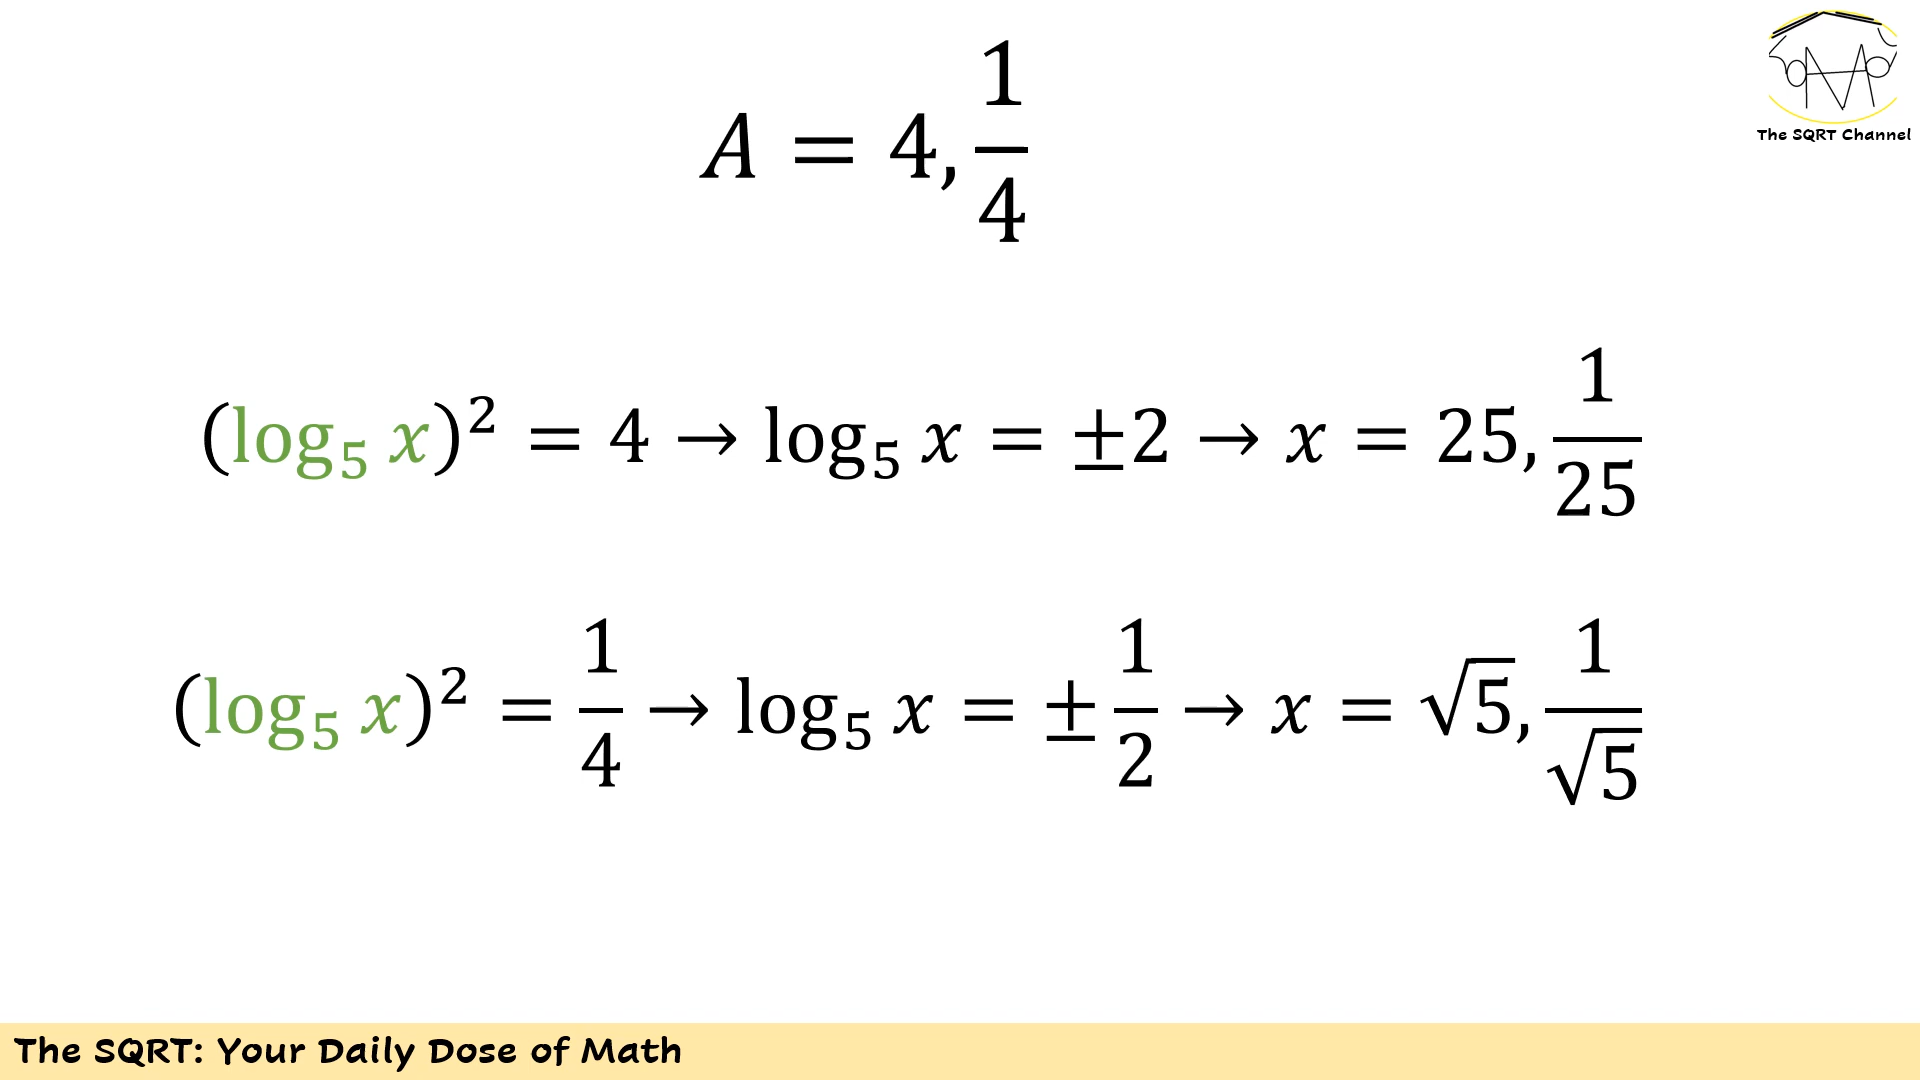 A = 4, 1/4
The SQRT Channel
(log₅ x)² = 4 → log₅ x = ±2 → x = 25, 1/25
(log₅ x)² = 1/4 → log₅ x = ± 1/2 → x = √5, 1/√5
The SQRT: Your Daily Dose of Math